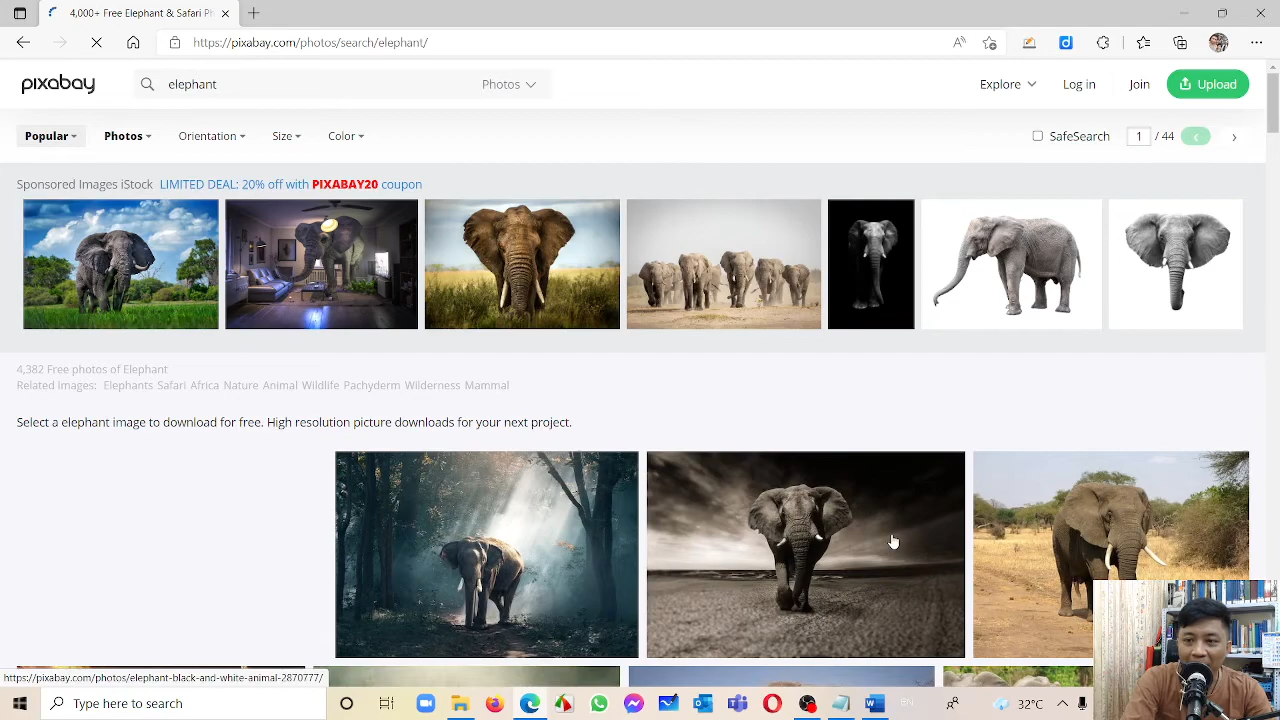 4,000+ Free Elephant & Safari Ph
https://pixabay.com/photos/search/elephant/
pixabay
elephant
Photos
Explore
Log in
Join
Upload
Popular
Photos
Orientation
Size
Color
SafeSearch
1 / 44
Sponsored Images iStock LIMITED DEAL: 20% off with PIXABAY20 coupon
4,382 Free photos of Elephant
Related Images: Elephants Safari Africa Nature Animal Wildlife Pachyderm Wilderness Mammal
Select a elephant image to download for free. High resolution picture downloads for your next project.
https://pixabay.com/photos/elephant-black-and-white-animal-2670777/
Type here to search
32°C